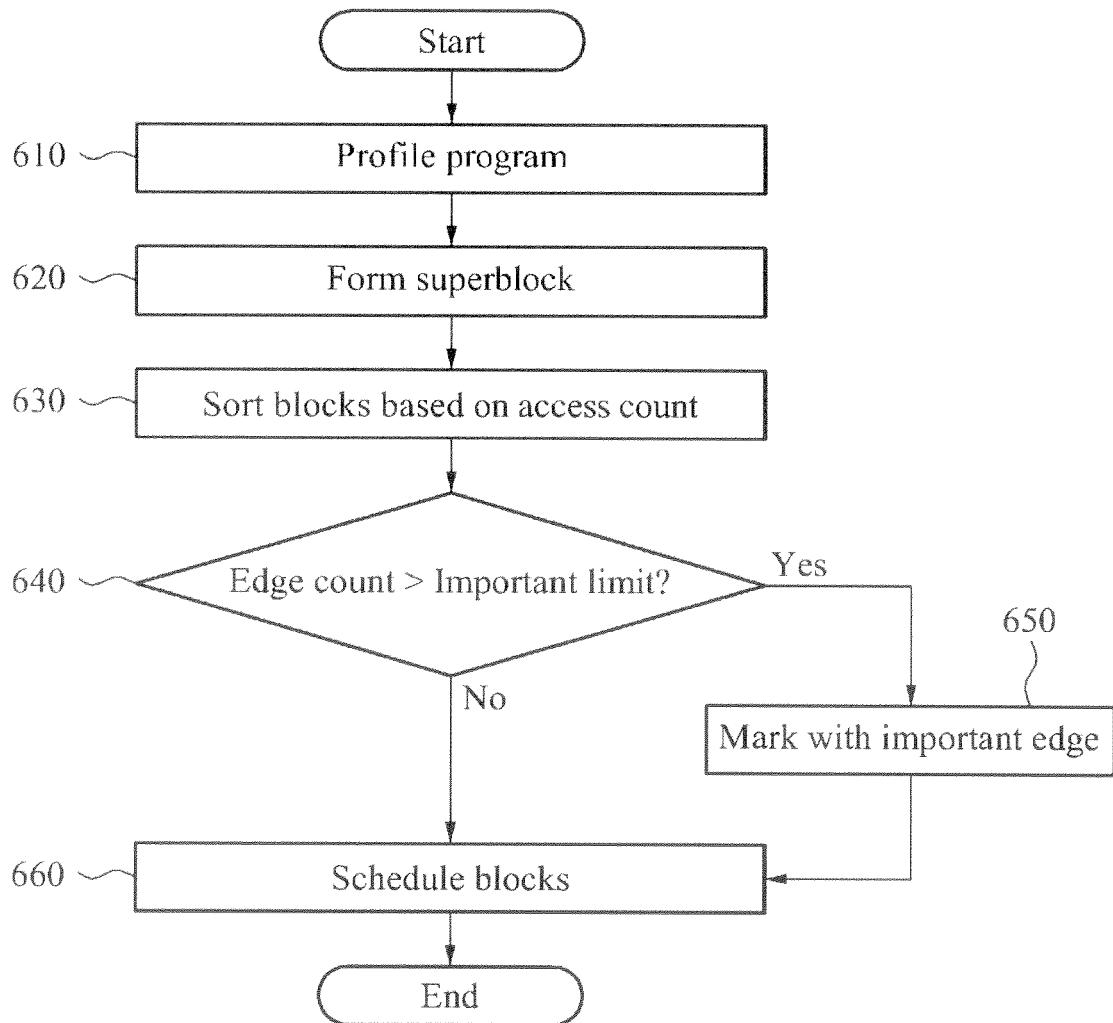 Start
610
Profile program
620
Form superblock
630
Sort blocks based on access count
640
Edge count > Important limit?
Yes
650
No
Mark with important edge
660
Schedule blocks
End